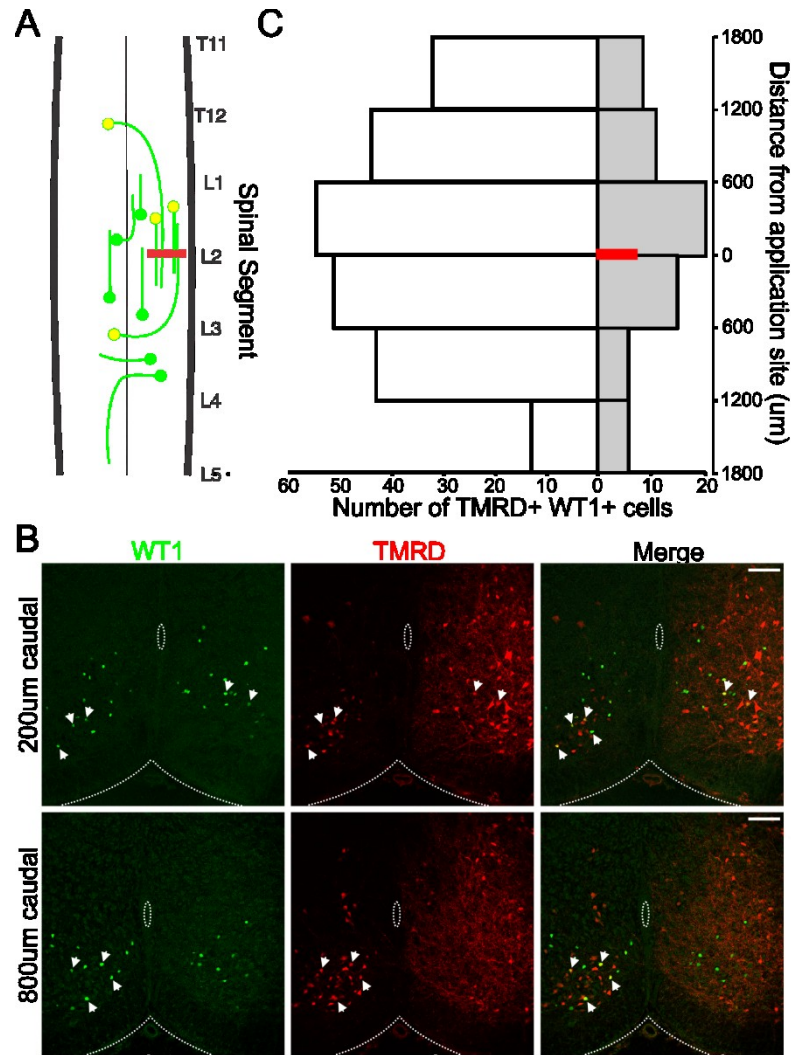 A
T11
T12
L1
L2
L3
L4
L5
Spinal Segment
C
1800
1200
600
0
600
1200
1800
Distance from application site (um)
60 50 40 30 20 10 0 10 20
Number of TMRD+ WT1+ cells
B
WT1 TMRD Merge
200um caudal
800um caudal